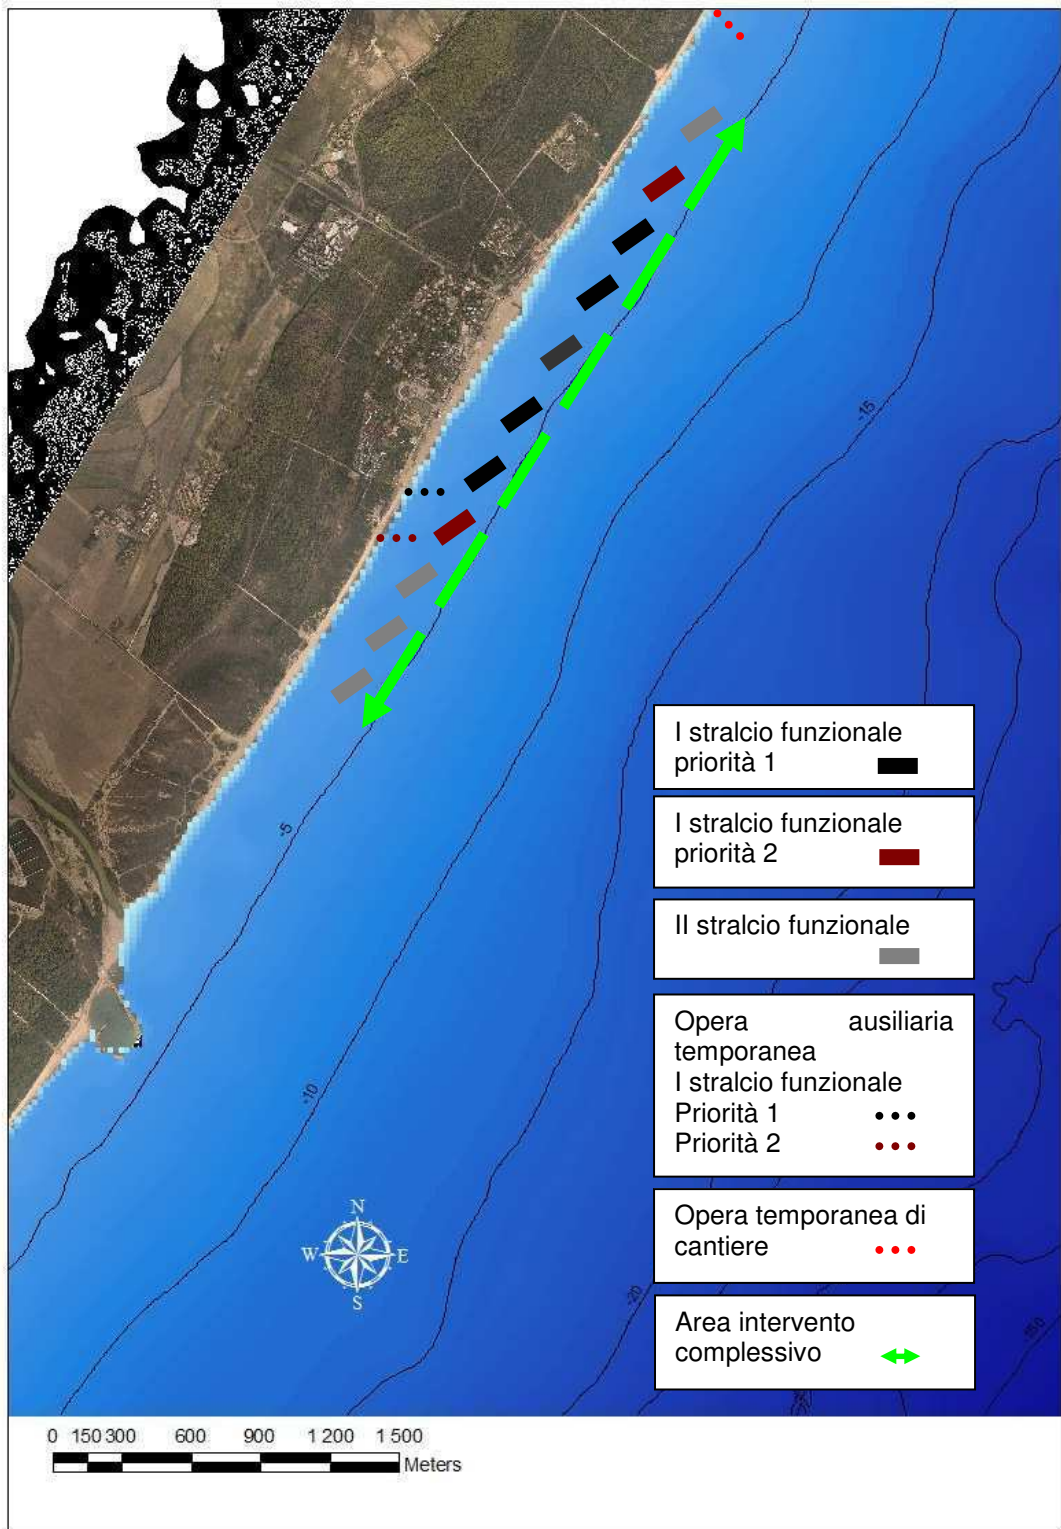 -15
I stralcio funzionale
priorità 1
-5
I stralcio funzionale
priorità 2
II stralcio funzionale
Opera ausiliaria
temporanea
I stralcio funzionale
-10
Priorità 1
Priorità 2
N
W E
S
Opera temporanea di
cantiere
-20
Area intervento
complessivo
0 150 300 600 900 1 200 1 500
Meters